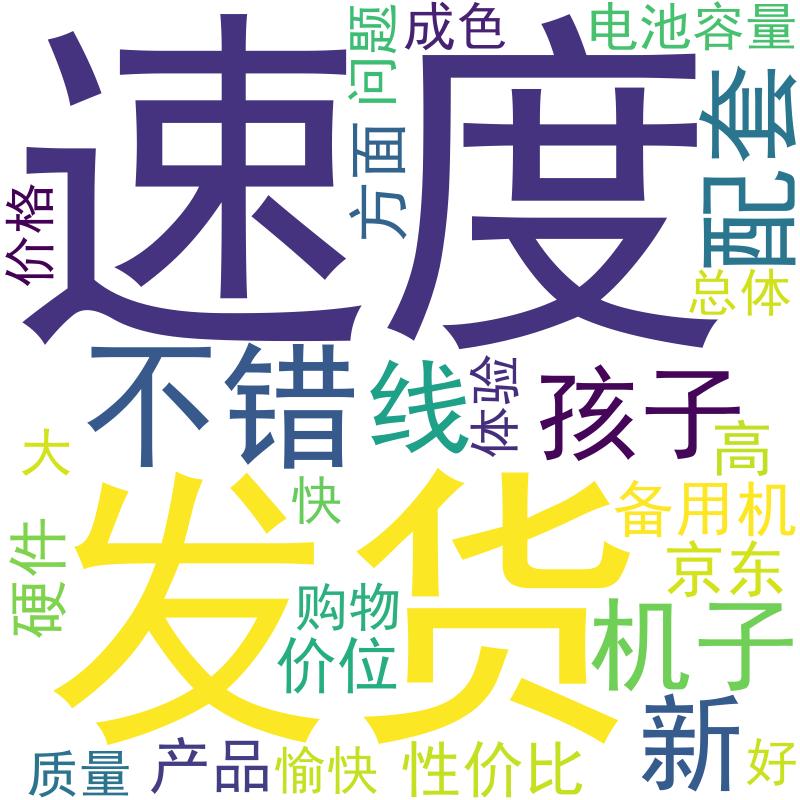 速度
问题
成色
电池容量
方面
配套
价格
总体
不错
线
体验
孩子
大
高
发货
快
备用机
硬件
京东
购物
机子
价位
新
质量
产品
愉快
性价比
好